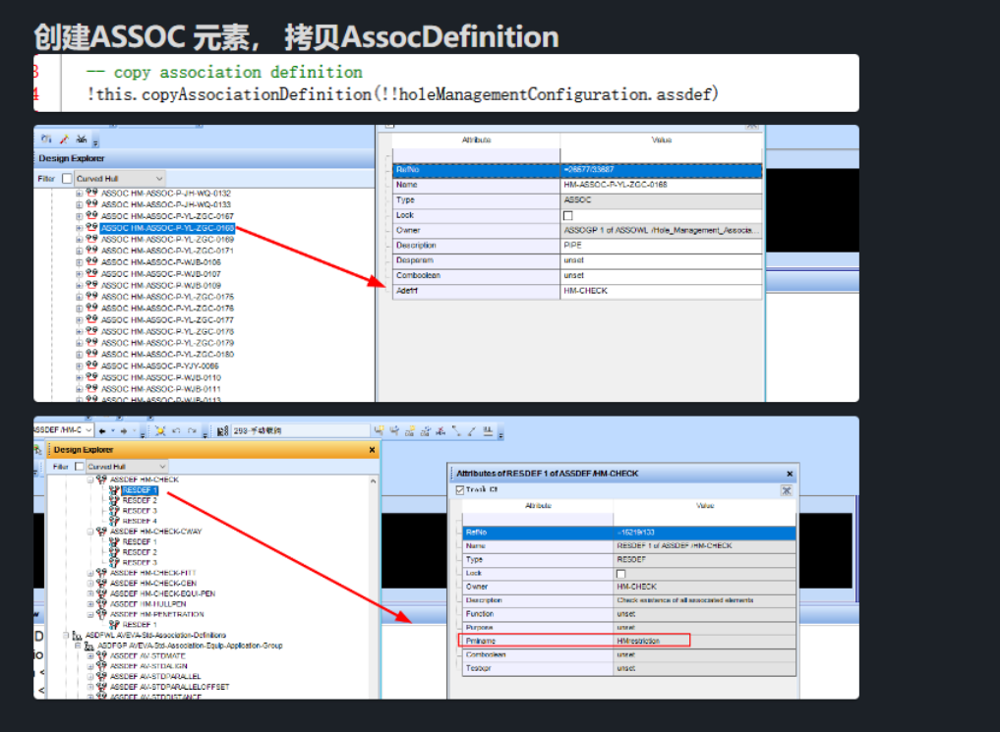 创建ASSOC 元素， 拷贝AssocDefinition
3 -- copy association definition
4 !this.copyAssociationDefinition(!!holeManagementConfiguration.assdef)
Design Explorer
Filter Curved Hull
ASSOC HM-ASSOC-P-JH-WQ-0132
ASSOC HM-ASSOC-P-JH-WQ-0133
ASSOC HM-ASSOC-P-YL-ZGC-0167
ASSOC HM-ASSOC-P-YL-ZGC-0168
ASSOC HM-ASSOC-P-YL-ZGC-0169
ASSOC HM-ASSOC-P-YL-ZGC-0171
ASSOC HM-ASSOC-P-WJB-0106
ASSOC HM-ASSOC-P-WJB-0107
ASSOC HM-ASSOC-P-WJB-0109
ASSOC HM-ASSOC-P-YL-ZGC-0175
ASSOC HM-ASSOC-P-YL-ZGC-0176
ASSOC HM-ASSOC-P-YL-ZGC-0177
ASSOC HM-ASSOC-P-YL-ZGC-0178
ASSOC HM-ASSOC-P-YL-ZGC-0179
ASSOC HM-ASSOC-P-YL-ZGC-0180
ASSOC HM-ASSOC-P-YJY-0086
ASSOC HM-ASSOC-P-WJB-0110
ASSOC HM-ASSOC-P-WJB-0111
ASSOC HM-ASSOC-P-WJB-0113
Attribute Value
RefNo =26577/33687
Name HM-ASSOC-P-YL-ZGC-0168
Type ASSOC
Lock
Owner ASSOGP 1 of ASSOWL /Hole_Management_Associa...
Description PIPE
Desparam unset
Comboolean unset
Adefrf HM-CHECK
ASSDEF /HM-C
Design Explorer
Filter Curved Hull
ASSDEF HM-CHECK
RESDEF 1
RESDEF 2
RESDEF 3
RESDEF 4
ASSDEF HM-CHECK-CWAY
RESDEF 1
RESDEF 2
RESDEF 3
ASSDEF HM-CHECK-FITT
ASSDEF HM-CHECK-GEN
ASSDEF HM-CHECK-EQUI-PEN
ASSDEF HM-HULLPEN
ASSDEF HM-PENETRATION
RESDEF 1
ASDFWL AVEVA-Std-Association-Definitions
ASDFGP AVEVA-Std-Association-Equip-Application-Group
ASSDEF AV-STDMATE
ASSDEF AV-STDALIGN
ASSDEF AV-STDPARALLEL
ASSDEF AV-STDPARALLELOFFSET
ASSDEF AV-STDDISTANCE
Attributes of RESDEF 1 of ASSDEF /HM-CHECK
Track CE
Attribute Value
RefNo =15219/133
Name RESDEF 1 of ASSDEF /HM-CHECK
Type RESDEF
Lock
Owner HM-CHECK
Description Check existence of all associated elements
Function unset
Purpose unset
Pmlname HMrestriction
Comboolean unset
Testxpr unset